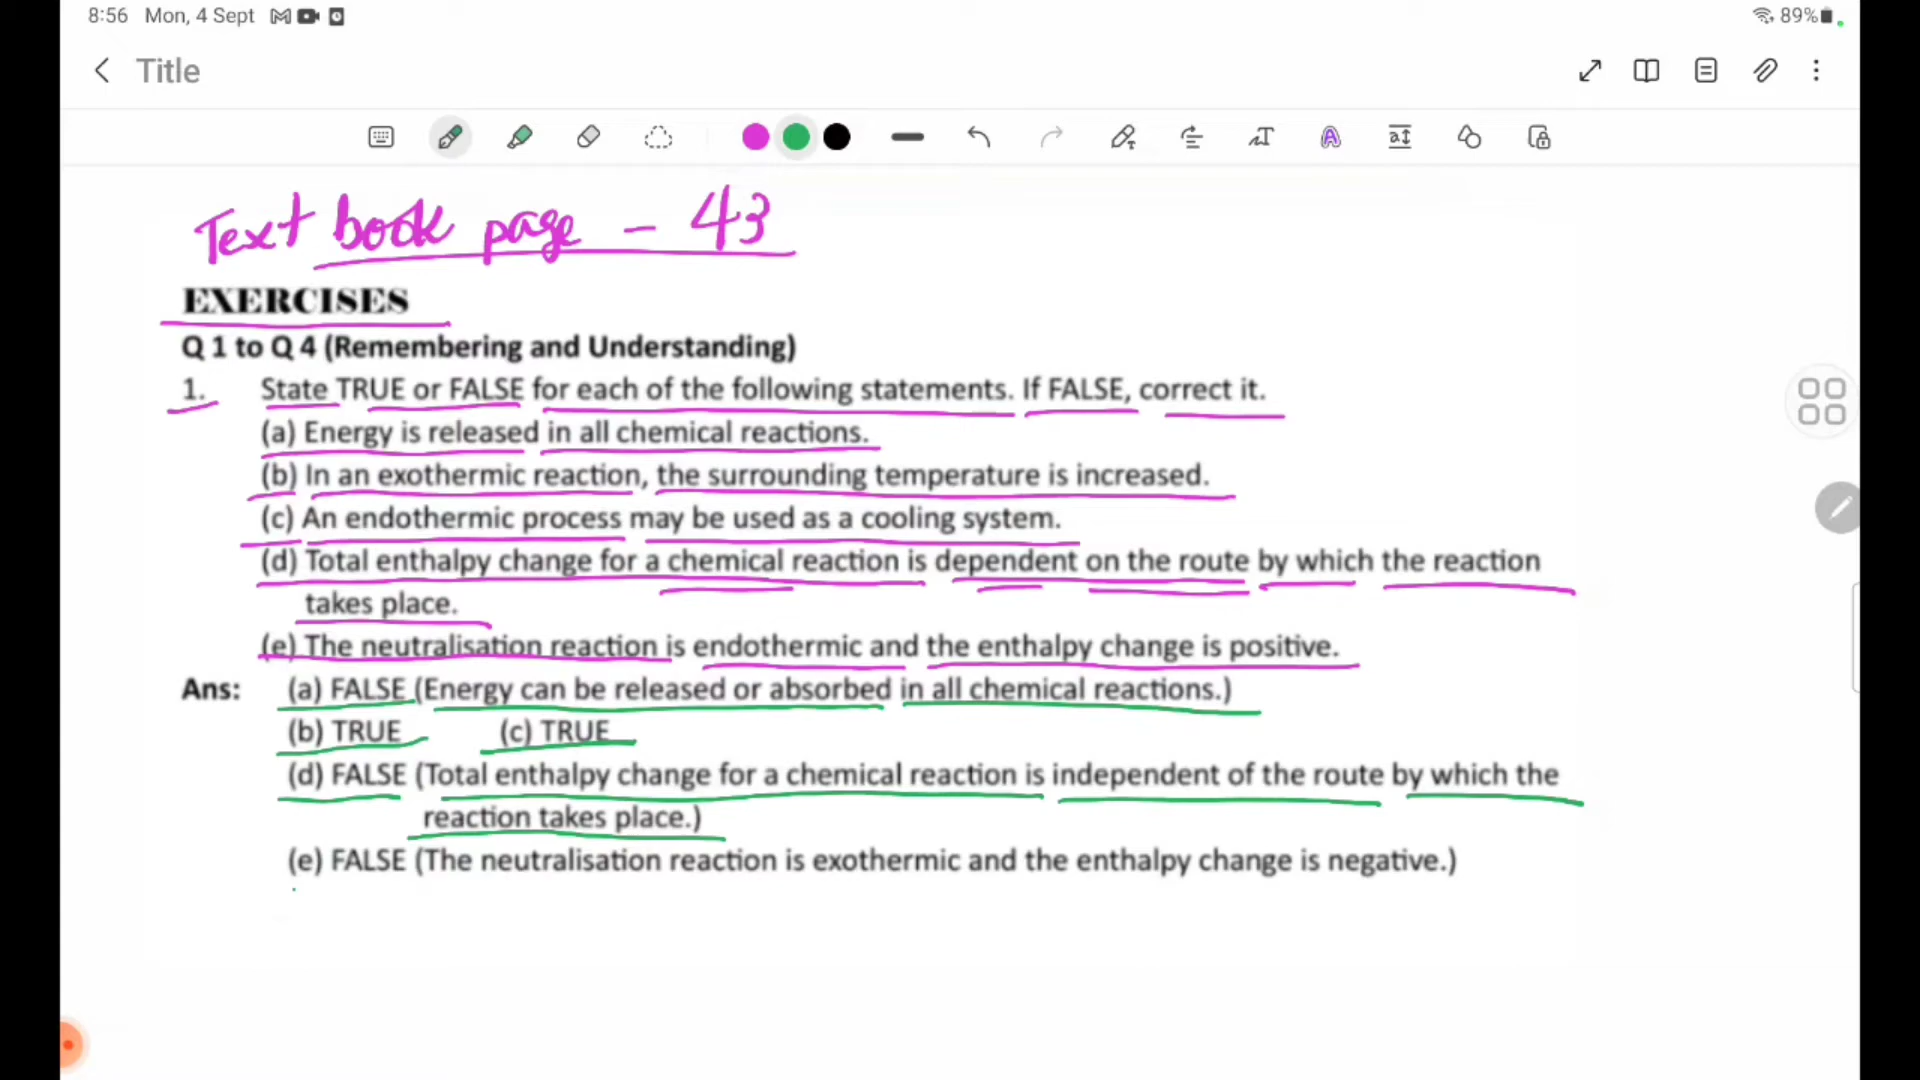 8:56 Mon, 4 Sept 89%
Title
Text book page - 43
EXERCISES
Q 1 to Q 4 (Remembering and Understanding)
1. State TRUE or FALSE for each of the following statements. If FALSE, correct it.
(a) Energy is released in all chemical reactions.
(b) In an exothermic reaction, the surrounding temperature is increased.
(c) An endothermic process may be used as a cooling system.
(d) Total enthalpy change for a chemical reaction is dependent on the route by which the reaction
takes place.
(e) The neutralisation reaction is endothermic and the enthalpy change is positive.
Ans: (a) FALSE (Energy can be released or absorbed in all chemical reactions.)
(b) TRUE (c) TRUE
(d) FALSE (Total enthalpy change for a chemical reaction is independent of the route by which the
reaction takes place.)
(e) FALSE (The neutralisation reaction is exothermic and the enthalpy change is negative.)